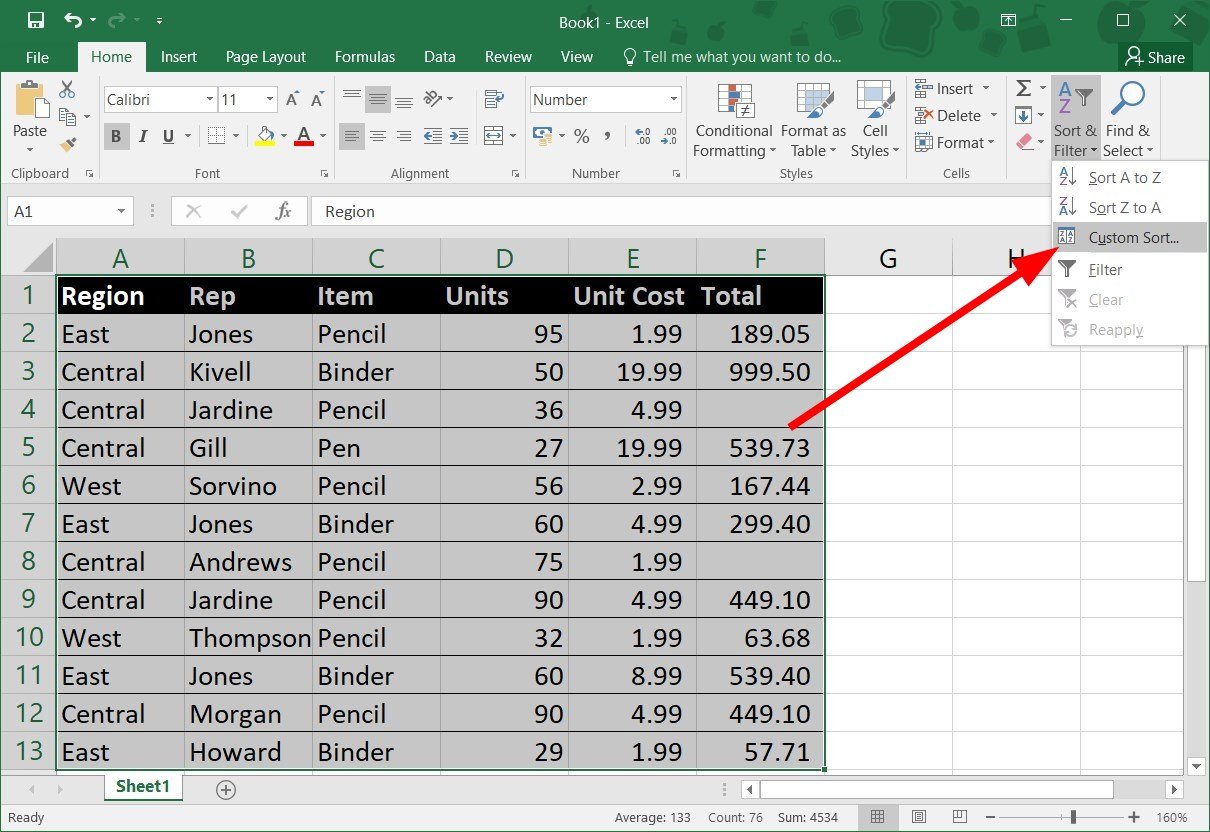 Book1 - Excel
File Home Insert Page Layout Formulas Data Review View Tell me what you want to do... Share
Calibri 11 Number Insert
Paste Conditional Formatting Format as Table Cell Styles Delete Sort & Filter Find & Select
B I U % , Format
Clipboard Font Alignment Number Styles Cells
Sort A to Z
Sort Z to A
Custom Sort...
Filter
Clear
Reapply
A1 fx Region
A B C D E F G H
1 Region Rep Item Units Unit Cost Total
2 East Jones Pencil 95 1.99 189.05
3 Central Kivell Binder 50 19.99 999.50
4 Central Jardine Pencil 36 4.99
5 Central Gill Pen 27 19.99 539.73
6 West Sorvino Pencil 56 2.99 167.44
7 East Jones Binder 60 4.99 299.40
8 Central Andrews Pencil 75 1.99
9 Central Jardine Pencil 90 4.99 449.10
10 West Thompson Pencil 32 1.99 63.68
11 East Jones Binder 60 8.99 539.40
12 Central Morgan Pencil 90 4.99 449.10
13 East Howard Binder 29 1.99 57.71
Sheet1
Ready Average: 133 Count: 76 Sum: 4534 160%